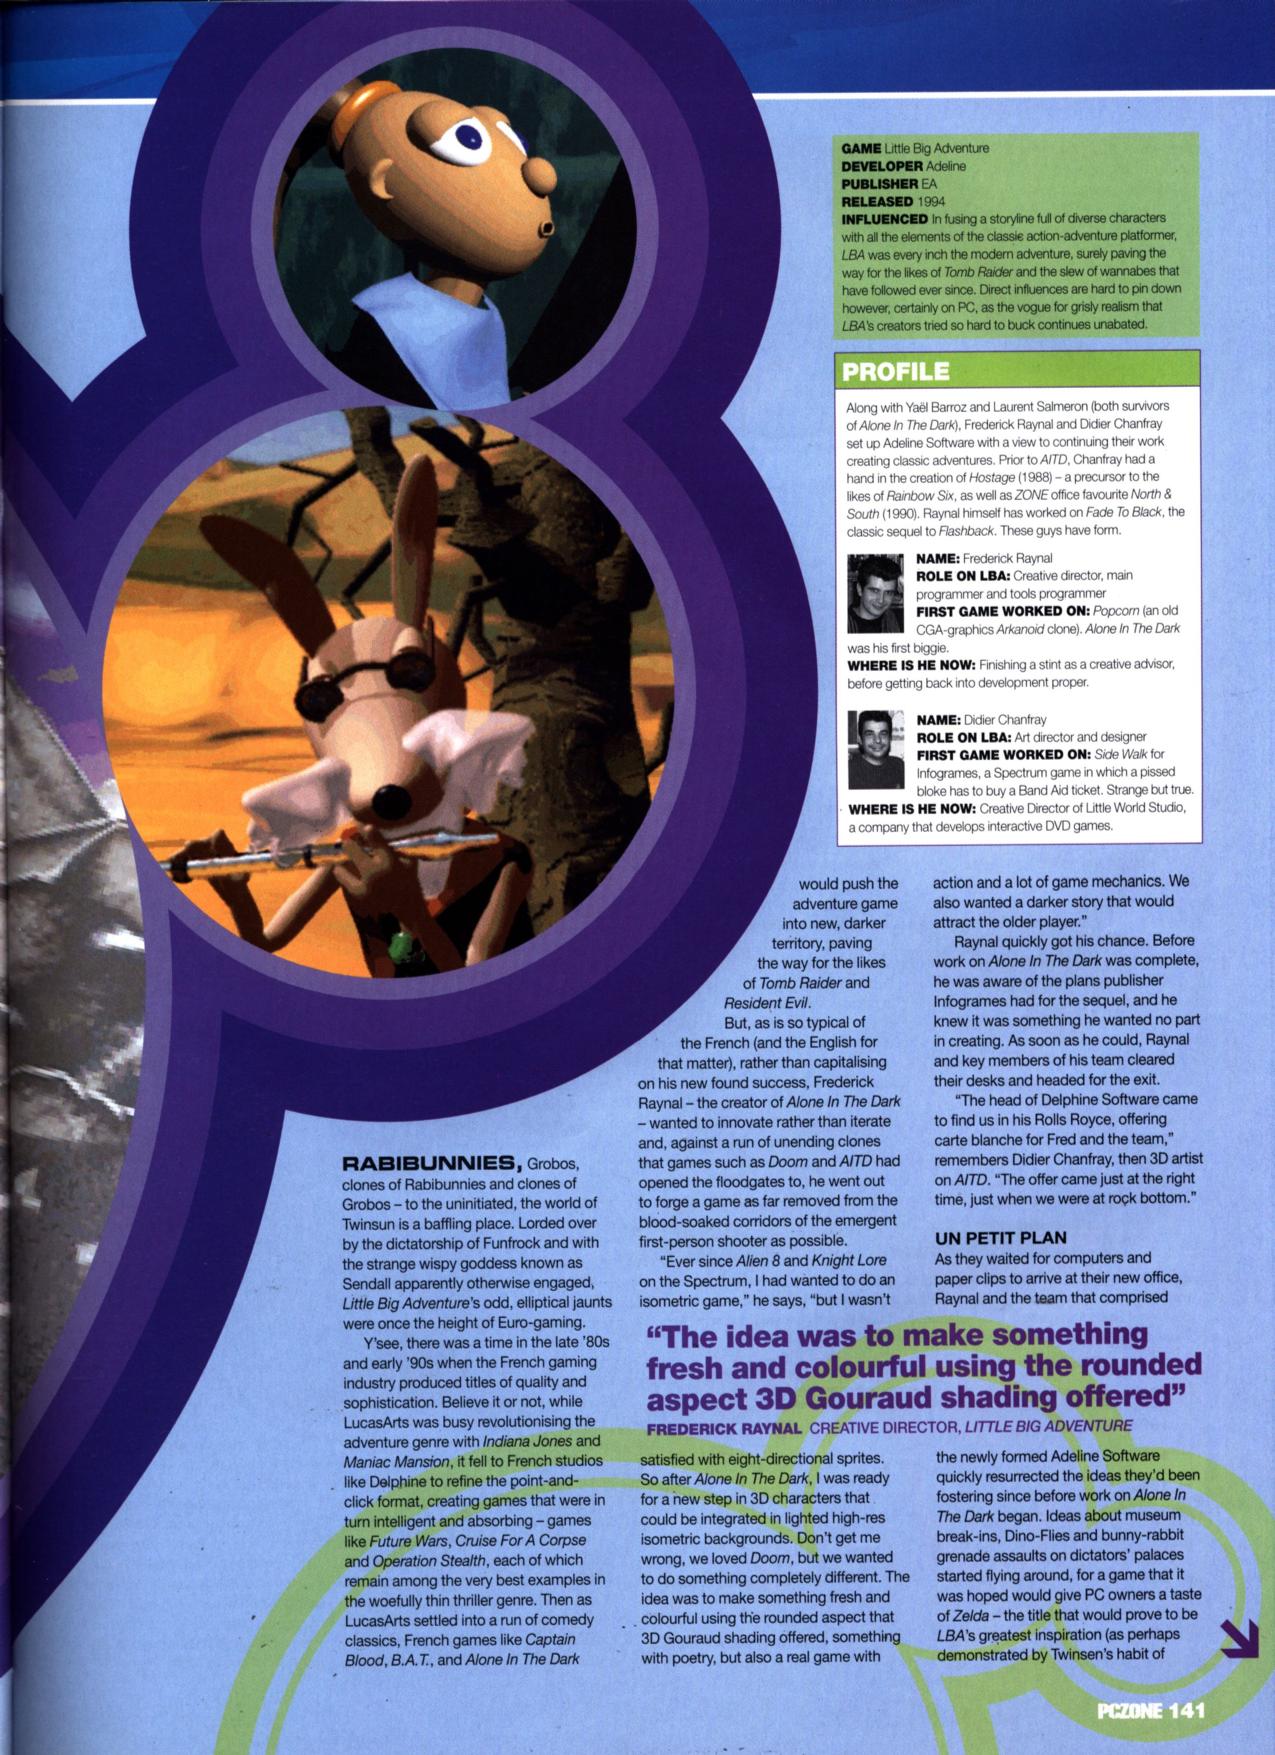 GAME Little Big Adventure
DEVELOPER Adeline
PUBLISHER EA
RELEASED 1994
INFLUENCED In fusing a storyline full of diverse characters
with all the elements of the classic action-adventure platformer,
LBA was every inch the modern adventure, surely paving the
way for the likes of Tomb Raider and the slew of wannabes that
have followed ever since. Direct influences are hard to pin down
however, certainly on PC, as the vogue for grisly realism that
LBA's creators tried so hard to buck continues unabated.
PROFILE
Along with Yaël Barroz and Laurent Salmeron (both survivors
of Alone In The Dark), Frederick Raynal and Didier Chanfray
set up Adeline Software with a view to continuing their work
creating classic adventures. Prior to AITD, Chanfray had a
hand in the creation of Hostage (1988) – a precursor to the
likes of Rainbow Six, as well as ZONE office favourite North &
South (1990). Raynal himself has worked on Fade To Black, the
classic sequel to Flashback. These guys have form.
NAME: Frederick Raynal
ROLE ON LBA: Creative director, main
programmer and tools programmer
FIRST GAME WORKED ON: Popcorn (an old
CGA-graphics Arkanoid clone). Alone In The Dark
was his first biggie.
WHERE IS HE NOW: Finishing a stint as a creative advisor,
before getting back into development proper.
NAME: Didier Chanfray
ROLE ON LBA: Art director and designer
FIRST GAME WORKED ON: Side Walk for
Infogrames, a Spectrum game in which a pissed
bloke has to buy a Band Aid ticket. Strange but true.
WHERE IS HE NOW: Creative Director of Little World Studio,
a company that develops interactive DVD games.
RABIBUNNIES, Grobos,
clones of Rabibunnies and clones of
Grobos – to the uninitiated, the world of
Twinsun is a baffling place. Lorded over
by the dictatorship of Funfrock and with
the strange wispy goddess known as
Sendall apparently otherwise engaged,
Little Big Adventure's odd, elliptical jaunts
were once the height of Euro-gaming.
Y'see, there was a time in the late '80s
and early '90s when the French gaming
industry produced titles of quality and
sophistication. Believe it or not, while
LucasArts was busy revolutionising the
adventure genre with Indiana Jones and
Maniac Mansion, it fell to French studios
like Delphine to refine the point-and-
click format, creating games that were in
turn intelligent and absorbing – games
like Future Wars, Cruise For A Corpse
and Operation Stealth, each of which
remain among the very best examples in
the woefully thin thriller genre. Then as
LucasArts settled into a run of comedy
classics, French games like Captain
Blood, B.A.T., and Alone In The Dark
would push the
adventure game
into new, darker
territory, paving
the way for the likes
of Tomb Raider and
Resident Evil.
But, as is so typical of
the French (and the English for
that matter), rather than capitalising
on his new found success, Frederick
Raynal – the creator of Alone In The Dark
– wanted to innovate rather than iterate
and, against a run of unending clones
that games such as Doom and AITD had
opened the floodgates to, he went out
to forge a game as far removed from the
blood-soaked corridors of the emergent
first-person shooter as possible.
“Ever since Alien 8 and Knight Lore
on the Spectrum, I had wanted to do an
isometric game,” he says, “but I wasn't
satisfied with eight-directional sprites.
So after Alone In The Dark, I was ready
for a new step in 3D characters that
could be integrated in lighted high-res
isometric backgrounds. Don't get me
wrong, we loved Doom, but we wanted
to do something completely different. The
idea was to make something fresh and
colourful using the rounded aspect that
3D Gouraud shading offered, something
with poetry, but also a real game with
action and a lot of game mechanics. We
also wanted a darker story that would
attract the older player.”
Raynal quickly got his chance. Before
work on Alone In The Dark was complete,
he was aware of the plans publisher
Infogrames had for the sequel, and he
knew it was something he wanted no part
in creating. As soon as he could, Raynal
and key members of his team cleared
their desks and headed for the exit.
“The head of Delphine Software came
to find us in his Rolls Royce, offering
carte blanche for Fred and the team,”
remembers Didier Chanfray, then 3D artist
on AITD. “The offer came just at the right
time, just when we were at rock bottom.”
UN PETIT PLAN
As they waited for computers and
paper clips to arrive at their new office,
Raynal and the team that comprised
the newly formed Adeline Software
quickly resurrected the ideas they'd been
fostering since before work on Alone In
The Dark began. Ideas about museum
break-ins, Dino-Flies and bunny-rabbit
grenade assaults on dictators' palaces
started flying around, for a game that it
was hoped would give PC owners a taste
of Zelda – the title that would prove to be
LBA's greatest inspiration (as perhaps
demonstrated by Twinsen's habit of
“The idea was to make something
fresh and colourful using the rounded
aspect 3D Gouraud shading offered”
FREDERICK RAYNAL CREATIVE DIRECTOR, LITTLE BIG ADVENTURE
PCZONE 141